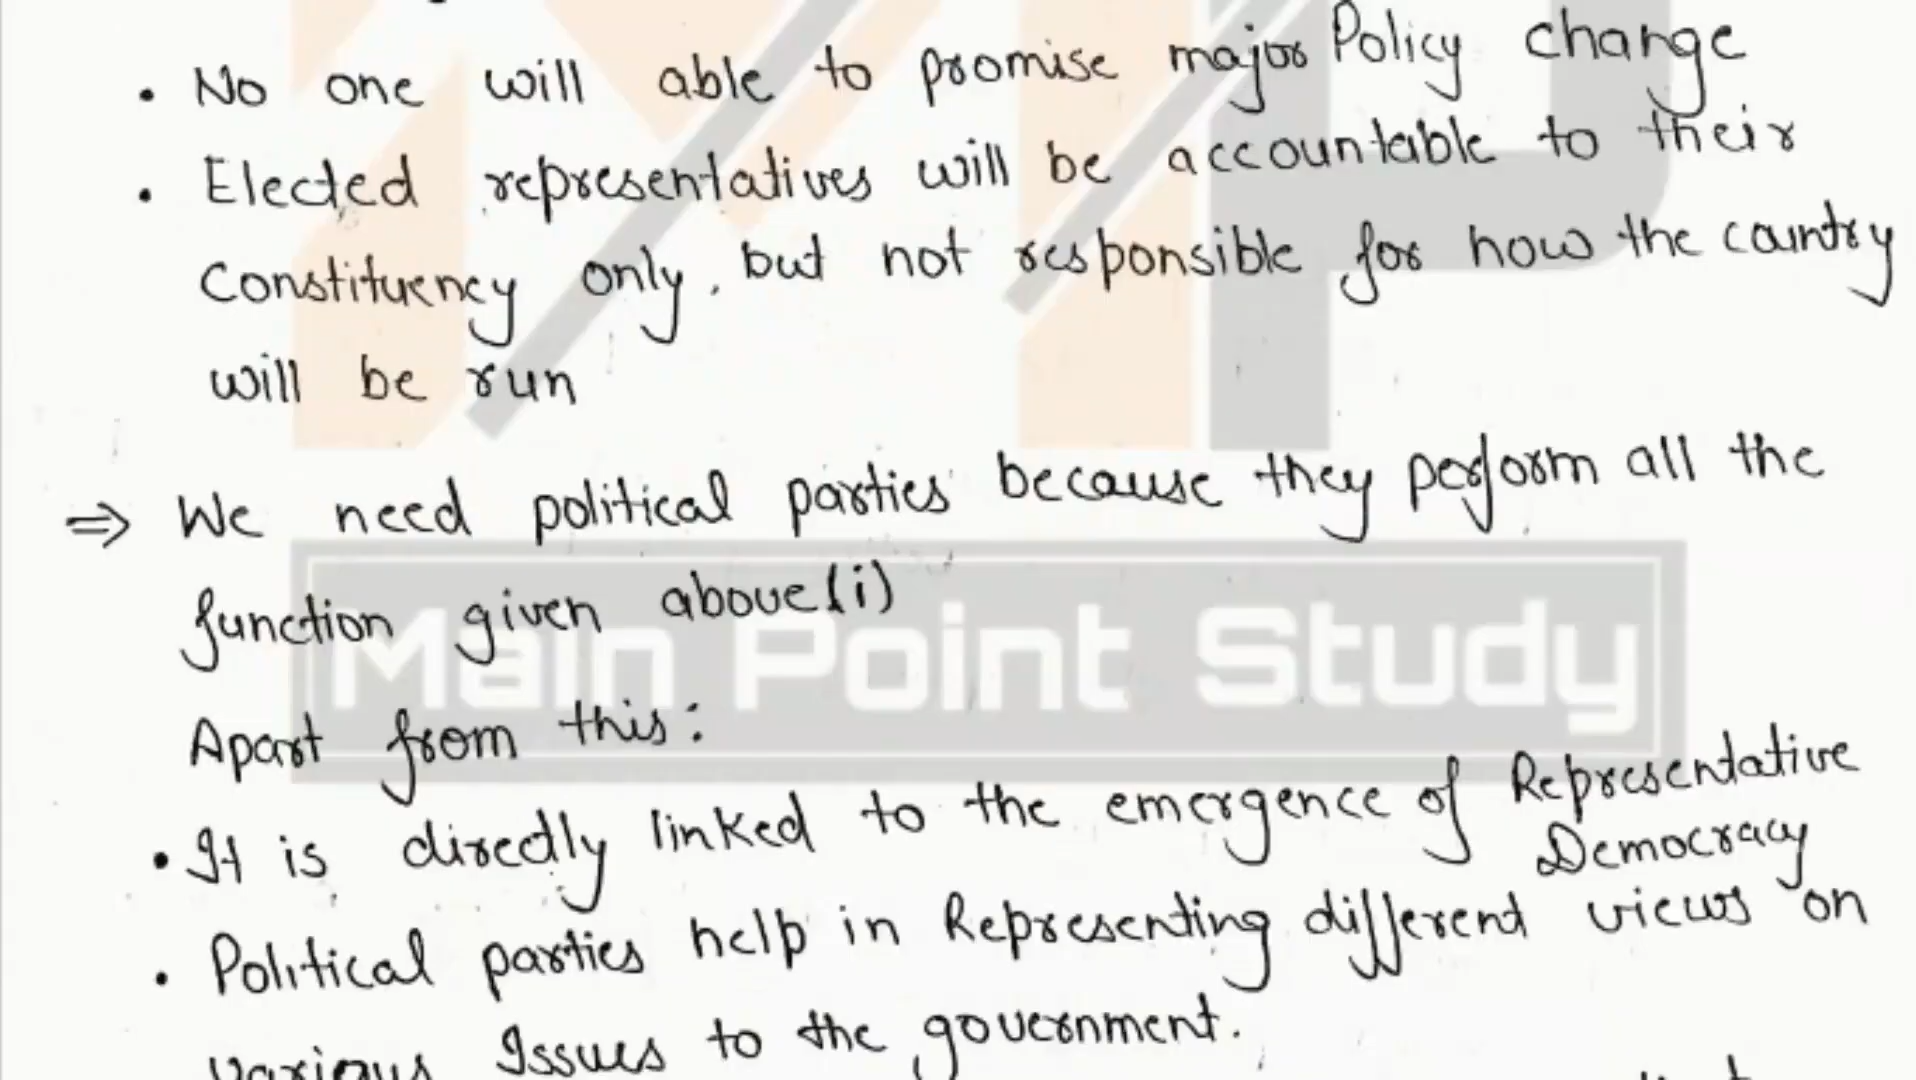 • No one will able to promise major Policy change
• Elected representatives will be accountable to their
Constituency only, but not responsible for how the country
will be run
⇒ We need political parties because they perform all the
function given above(i)
Main Point Study
Apart from this:
• It is directly linked to the emergence of Representative
Democracy
• Political parties help in Representing different views on
various Issues to the government.